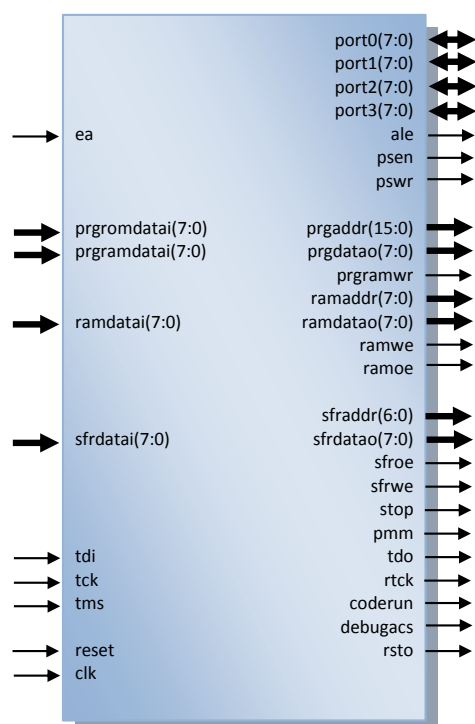 port0(7:0)
port1(7:0)
port2(7:0)
port3(7:0)
ea
ale
psen
pswr
prgromdatai(7:0)
prgaddr(15:0)
prgramdatai(7:0)
prgdatao(7:0)
prgramwr
ramaddr(7:0)
ramdatai(7:0)
ramdatao(7:0)
ramwe
ramoe
sfraddr(6:0)
sfrdatai(7:0)
sfrdatao(7:0)
sfroe
sfrwe
stop
pmm
tdi
tdo
tck
rtck
tms
coderun
debugacs
reset
rsto
clk